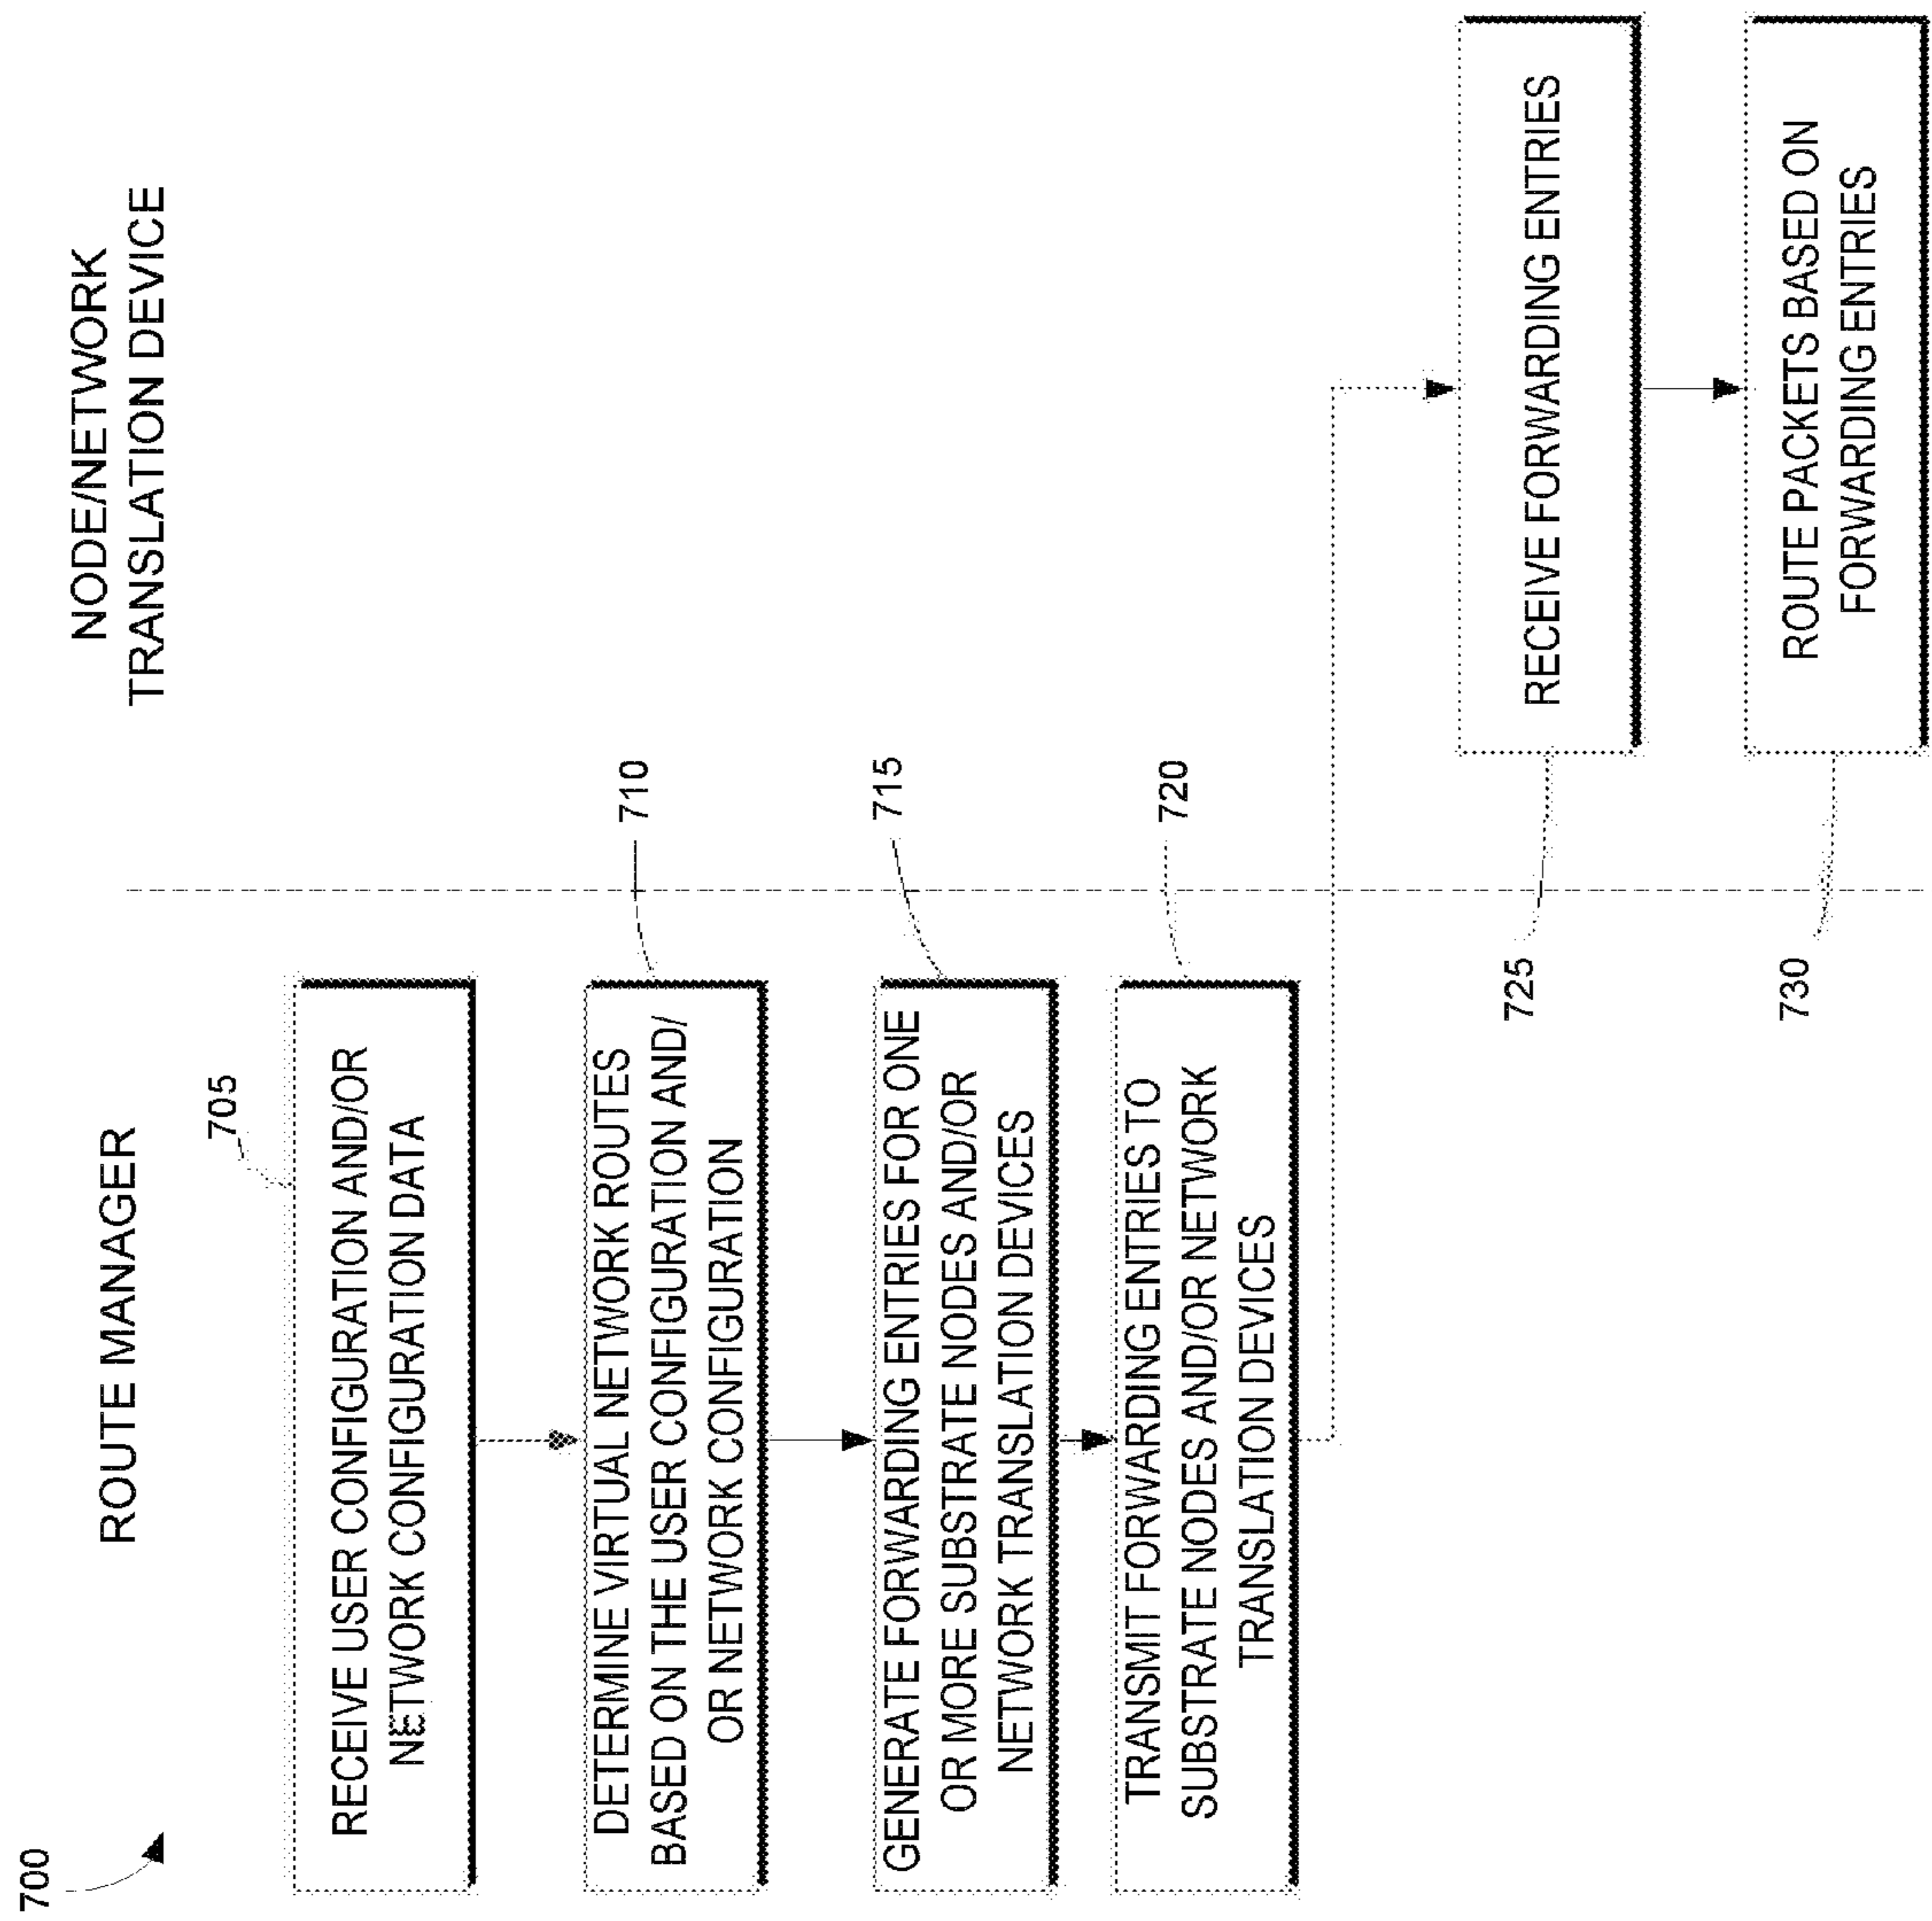 700
ROUTE MANAGER
NODE/NETWORK
TRANSLATION DEVICE
705
RECEIVE USER CONFIGURATION AND/OR
NETWORK CONFIGURATION DATA
710
DETERMINE VIRTUAL NETWORK ROUTES
BASED ON THE USER CONFIGURATION AND/
OR NETWORK CONFIGURATION
715
GENERATE FORWARDING ENTRIES FOR ONE
OR MORE SUBSTRATE NODES AND/OR
NETWORK TRANSLATION DEVICES
720
TRANSMIT FORWARDING ENTRIES TO
SUBSTRATE NODES AND/OR NETWORK
TRANSLATION DEVICES
725
RECEIVE FORWARDING ENTRIES
730
ROUTE PACKETS BASED ON
FORWARDING ENTRIES